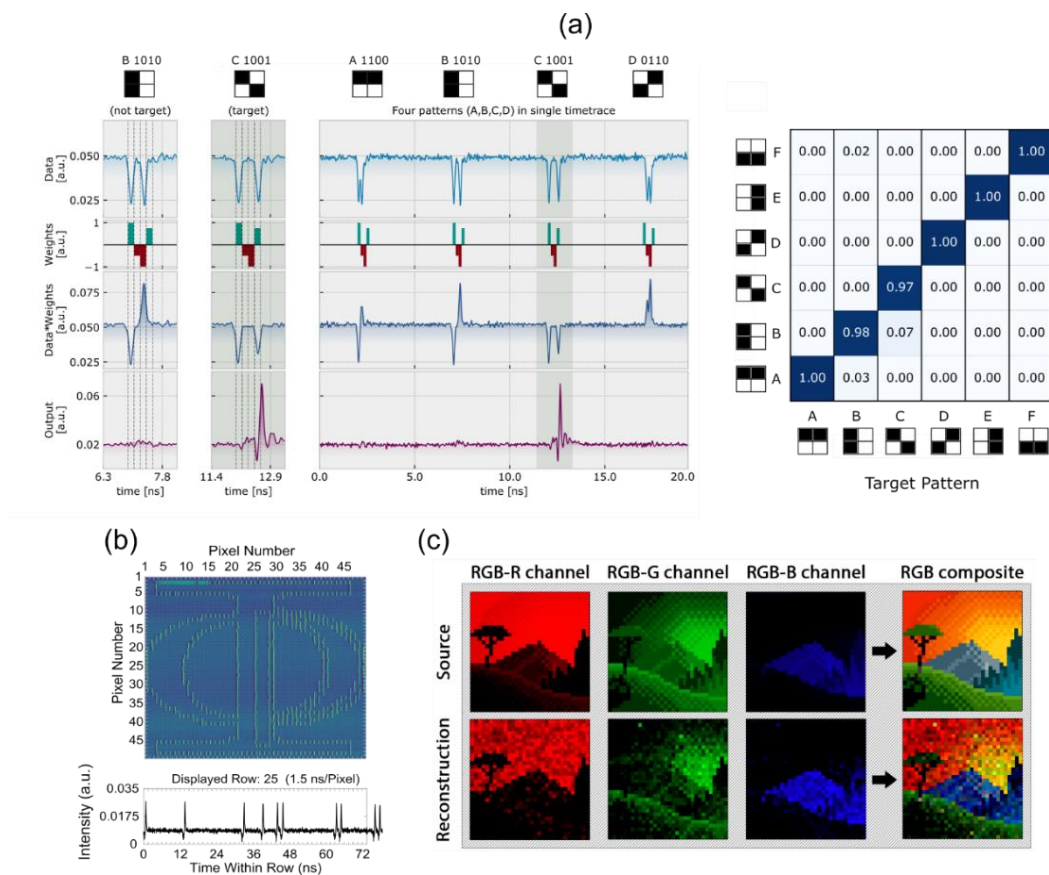 (a)
B 1010
C 1001
A 1100
B 1010
C 1001
D 0110
(not target)
(target)
Four patterns (A,B,C,D) in single timetrace
Data
[a.u.]
0.050
0.025
Weights
[a.u.]
1
−1
Data*Weights
[a.u.]
0.075
0.050
0.025
Output
[a.u.]
0.06
0.02
6.3 7.8
11.4 12.9
0.0 5.0 10.0 15.0 20.0
time [ns]
time [ns]
time [ns]
F 0.00 0.02 0.00 0.00 0.00 1.00
E 0.00 0.00 0.00 0.00 1.00 0.00
D 0.00 0.00 0.00 1.00 0.00 0.00
C 0.00 0.00 0.97 0.00 0.00 0.00
B 0.00 0.98 0.07 0.00 0.00 0.00
A 1.00 0.03 0.00 0.00 0.00 0.00
A B C D E F
Target Pattern
(b)
Pixel Number
1 5 10 15 20 25 30 35 40 45
Pixel Number
1
5
10
15
20
25
30
35
40
45
Displayed Row: 25 (1.5 ns/Pixel)
Intensity (a.u.)
0.035
0.0175
0
0 12 24 36 48 60 72
Time Within Row (ns)
(c)
RGB-R channel
RGB-G channel
RGB-B channel
RGB composite
Source
Reconstruction